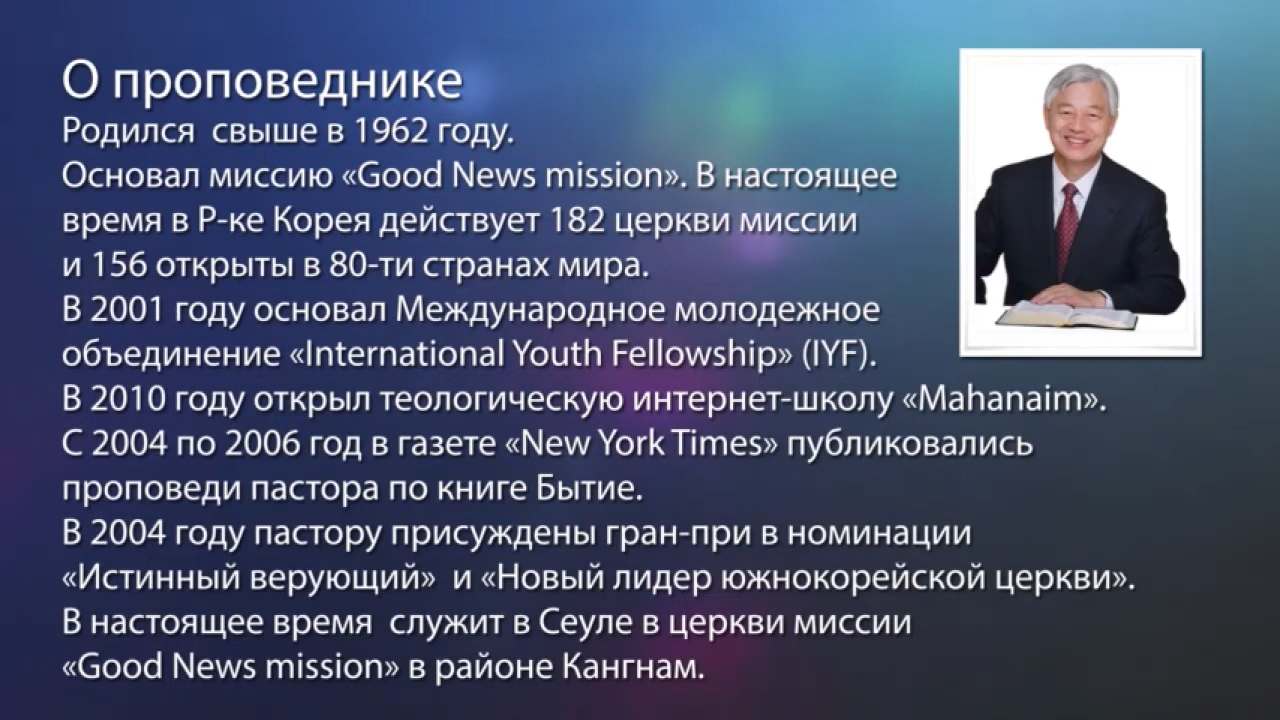 О проповеднике
Родился свыше в 1962 году.
Основал миссию «Good News mission». В настоящее
время в Р-ке Корея действует 182 церкви миссии
и 156 открыты в 80-ти странах мира.
В 2001 году основал Международное молодежное
объединение «International Youth Fellowship» (IYF).
В 2010 году открыл теологическую интернет-школу «Mahanaim».
С 2004 по 2006 год в газете «New York Times» публиковались
проповеди пастора по книге Бытие.
В 2004 году пастору присуждены гран-при в номинации
«Истинный верующий» и «Новый лидер южнокорейской церкви».
В настоящее время служит в Сеуле в церкви миссии
«Good News mission» в районе Кангнам.